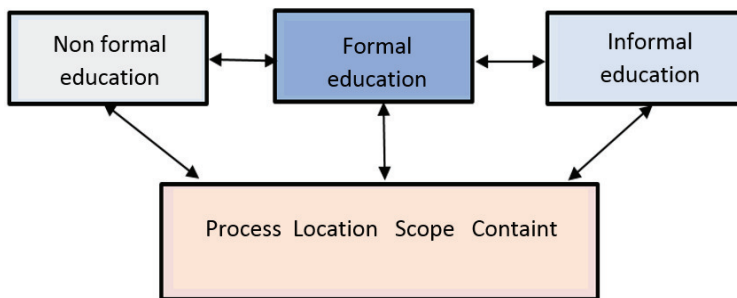 Non formal
education
Formal
education
Informal
education
Process Location Scope Containt